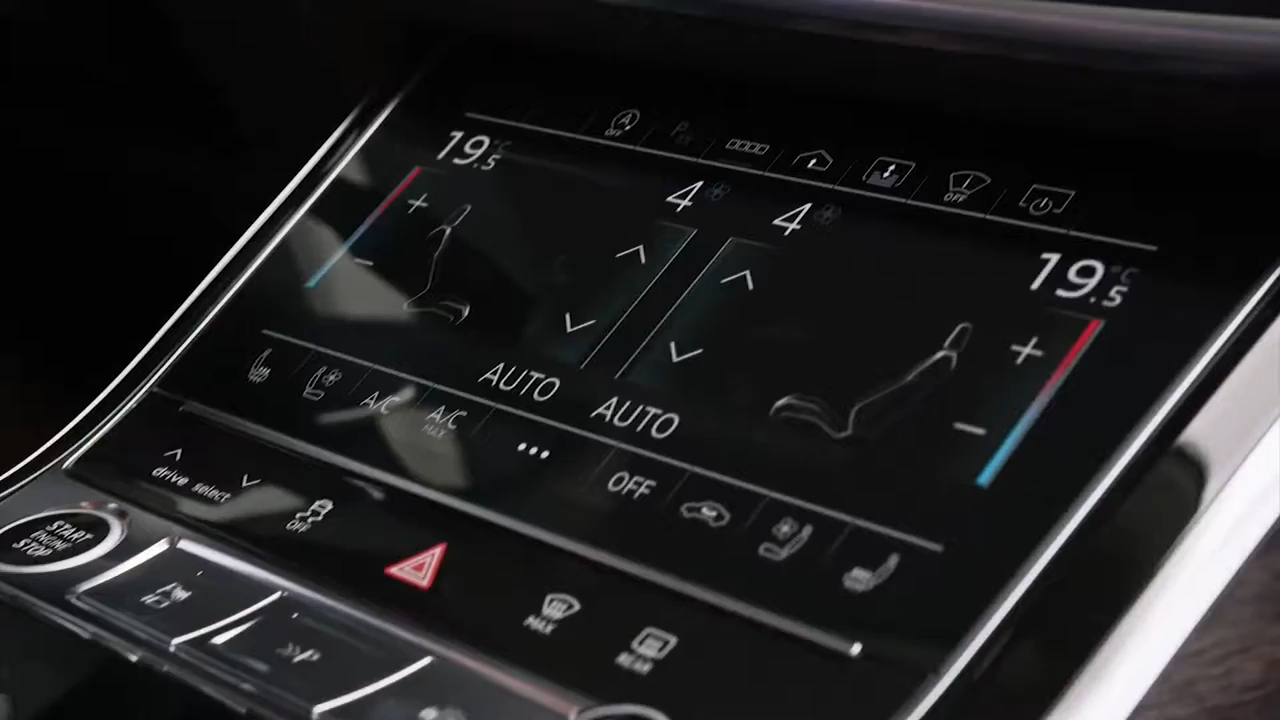 OFF
19.5 °C
4
4
OFF
19.5 °C
AUTO
AUTO
A/C
A/C
MAX
OFF
drive select
OFF
START
ENGINE
STOP
MAX
REAR
P